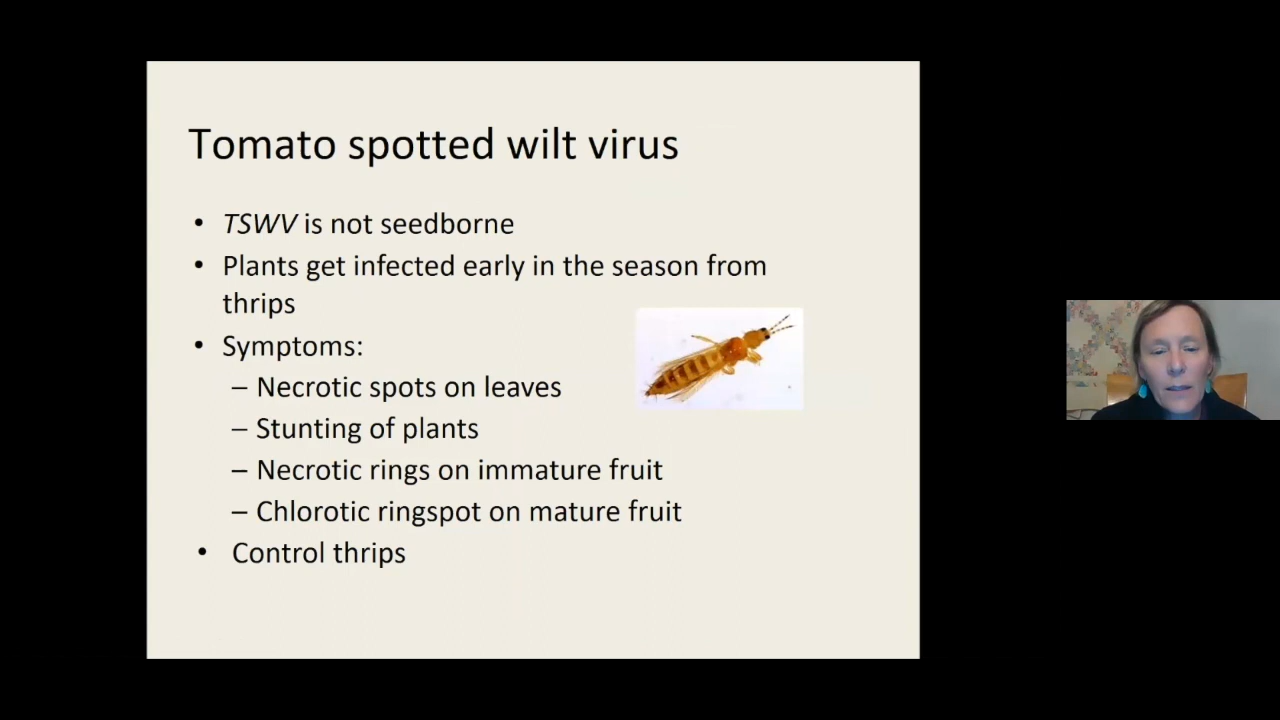 Tomato spotted wilt virus
• TSWV is not seedborne
• Plants get infected early in the season from
thrips
• Symptoms:
– Necrotic spots on leaves
– Stunting of plants
– Necrotic rings on immature fruit
– Chlorotic ringspot on mature fruit
• Control thrips